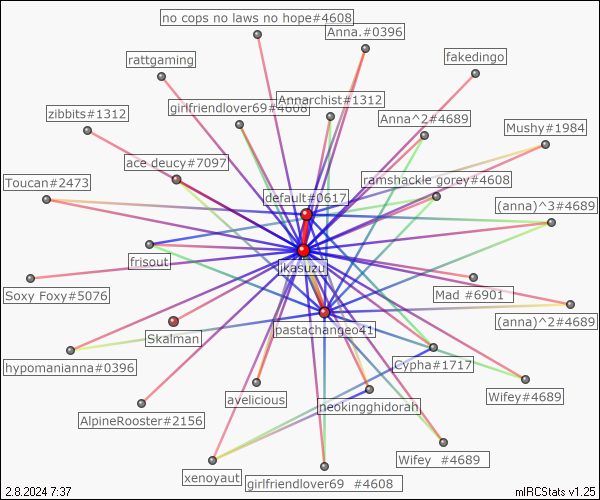 no cops no laws no hope#4608
Anna.#0396
fakedingo
rattgaming
Annarchist#1312
girlfriendlover69#4608
zibbits#1312
Anna^2#4689
Mushy#1984
ace-deucy#7097
Toucan#2473
ramshackle gorey#4608
default#0617
(anna)^3#4689
frisout
jikasuzu
Soxy Foxy#5076
Mad #6901
(anna)^2#4689
Skalman
pastachangeo41
hypomanianna#0396
Cypha#1717
Wifey#4689
avelicious
neokingghidorah
AlpineRooster#2156
Wifey #4689
xenoyaut
girlfriendlover69 #4608
2.8.2024 7:37
mIRCStats v1.25